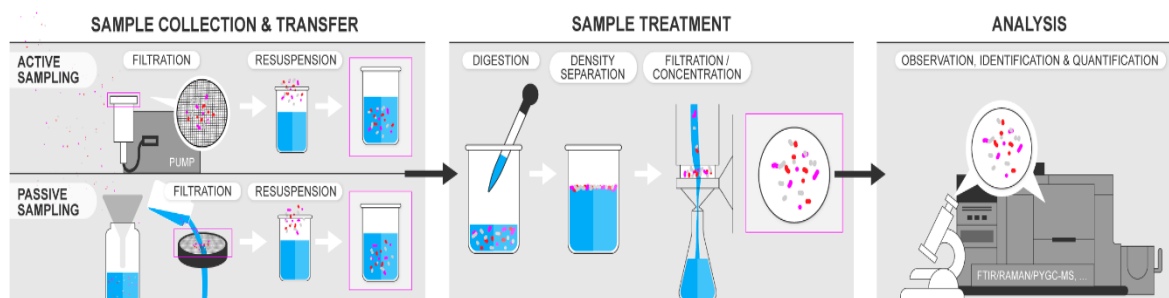 SAMPLE COLLECTION & TRANSFER
ACTIVE
SAMPLING
FILTRATION
RESUSPENSION
PUMP
PASSIVE
SAMPLING
FILTRATION
RESUSPENSION
SAMPLE TREATMENT
DIGESTION
DENSITY
SEPARATION
FILTRATION /
CONCENTRATION
ANALYSIS
OBSERVATION, IDENTIFICATION & QUANTIFICATION
FTIR/RAMAN/PYGC-MS, ...